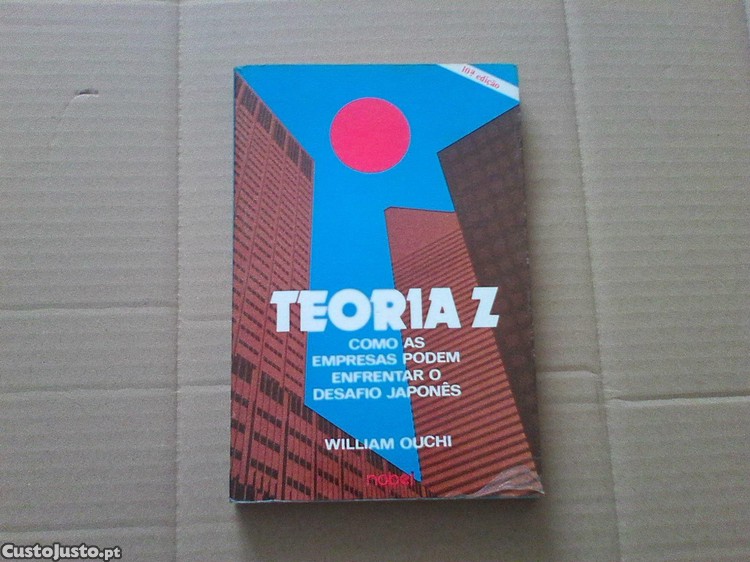 10ª edição
TEORIA Z
COMO AS
EMPRESAS PODEM
ENFRENTAR O
DESAFIO JAPONÊS
WILLIAM OUCHI
nobel
CustoJusto.pt